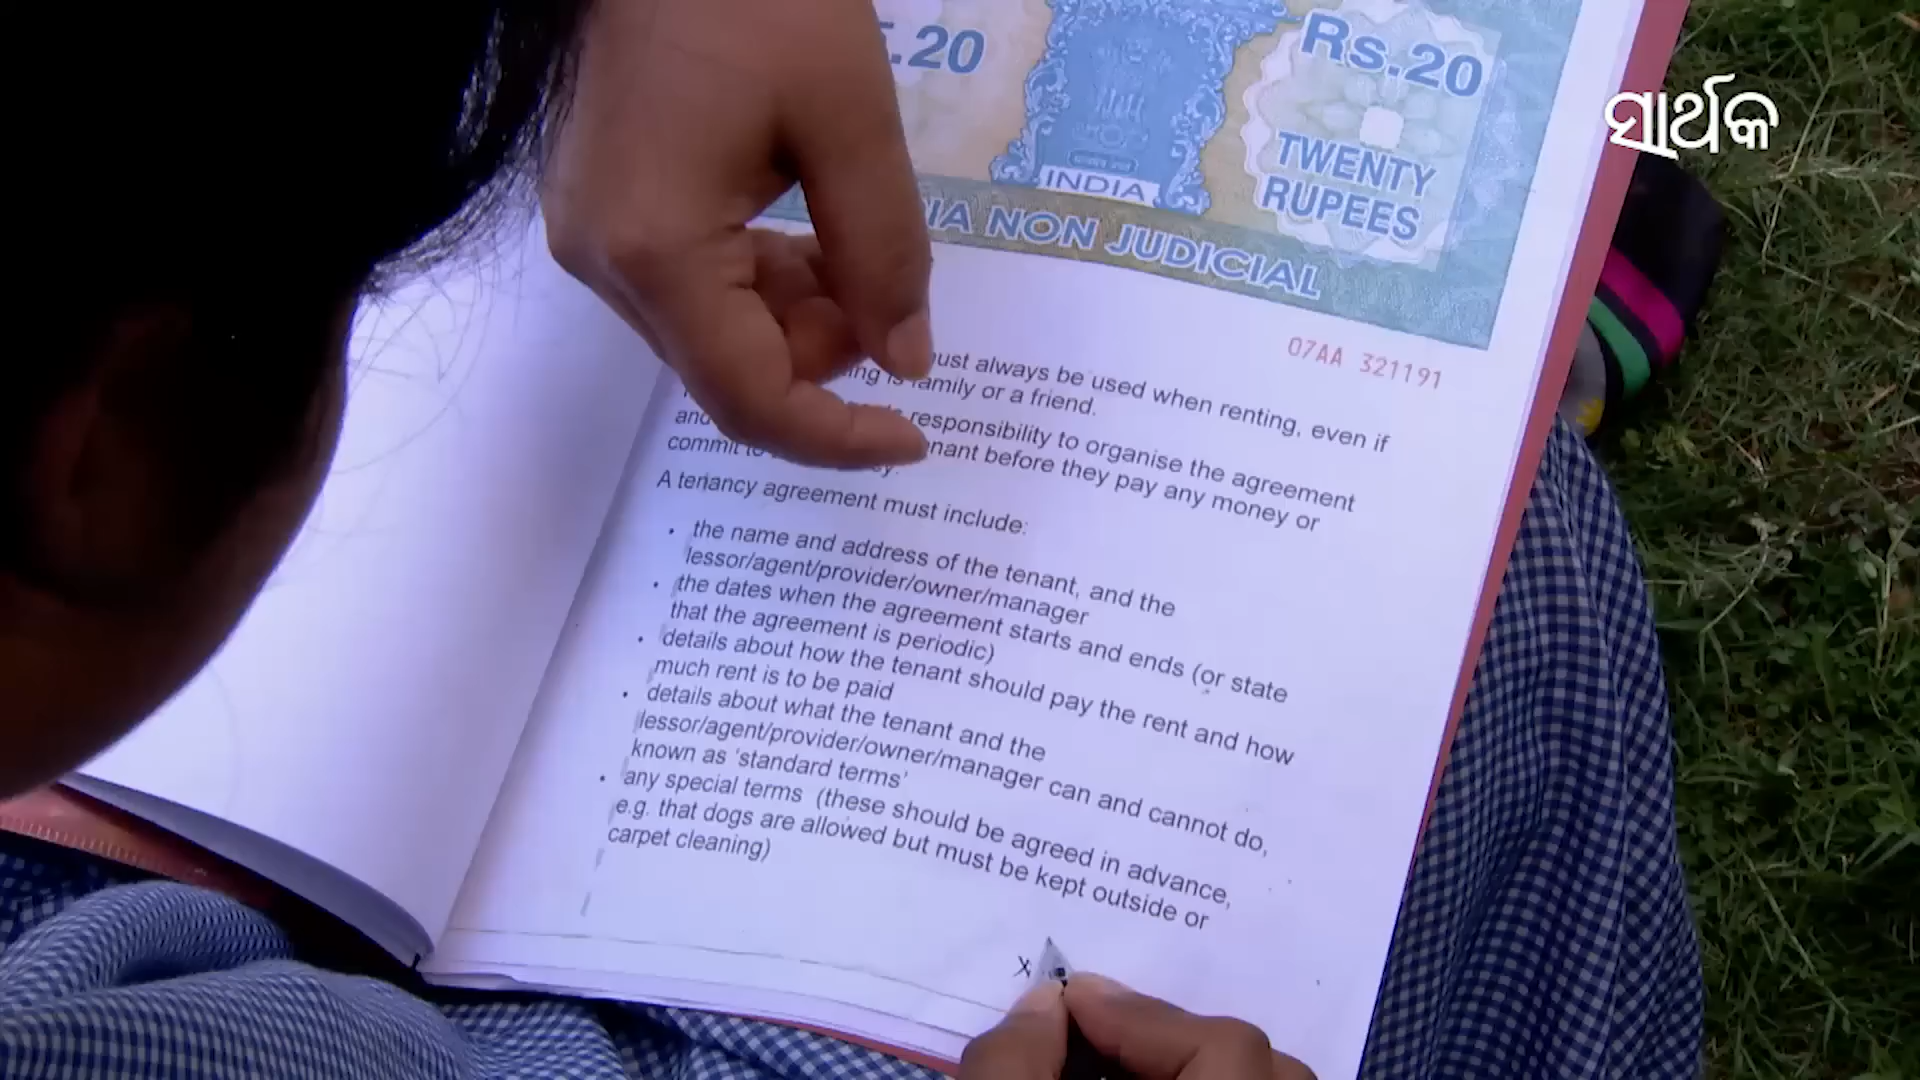 .20
Rs.20
ସାର୍ଥକ
TWENTY
RUPEES
INDIA
IA NON JUDICIAL
07AA 321191
must always be used when renting, even if
is family or a friend.
responsibility to organise the agreement
and before they pay any money or
commit to
A tenancy agreement must include:
• the name and address of the tenant, and the
lessor/agent/provider/owner/manager
• the dates when the agreement starts and ends (or state
that the agreement is periodic)
• details about how the tenant should pay the rent and how
much rent is to be paid
• details about what the tenant and the
lessor/agent/provider/owner/manager can and cannot do,
known as ‘standard terms’
• any special terms (these should be agreed in advance,
e.g. that dogs are allowed but must be kept outside or
carpet cleaning)
X